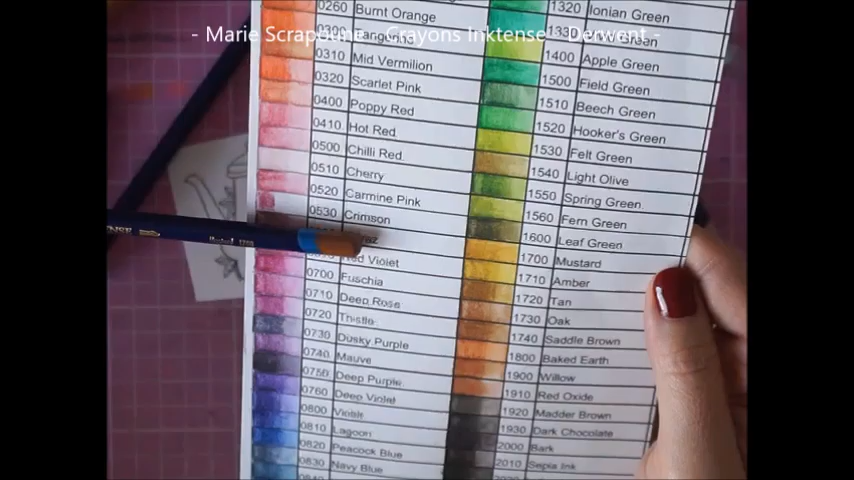 - Marie Scrapouine - Crayons Inktense - Derwent -
0260 Burnt Orange
0300 Tangerine
0310 Mid Vermilion
0320 Scarlet Pink
0400 Poppy Red
0410 Hot Red
0500 Chilli Red
0510 Cherry
0520 Carmine Pink
0530 Crimson
Red Violet
0700 Fuschia
0710 Deep Rose
0720 Thistle
0730 Dusky Purple
0740 Mauve
0750 Deep Purple
0760 Deep Violet
0800 Violet
0810 Lagoon
0820 Peacock Blue
0830 Navy Blue
1320 Ionian Green
Green
1400 Apple Green
1500 Field Green
1510 Beech Green
1520 Hooker's Green
1530 Felt Green
1540 Light Olive
1550 Spring Green
1560 Fern Green
1600 Leaf Green
1700 Mustard
1710 Amber
1720 Tan
1730 Oak
1740 Saddle Brown
1800 Baked Earth
1900 Willow
1910 Red Oxide
1920 Madder Brown
1930 Dark Chocolate
2000 Bark
2010 Sepia Ink